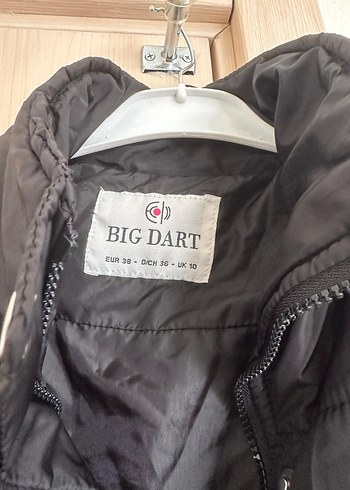 BIG DART
EUR 38 - D/CH 36 - UK 10